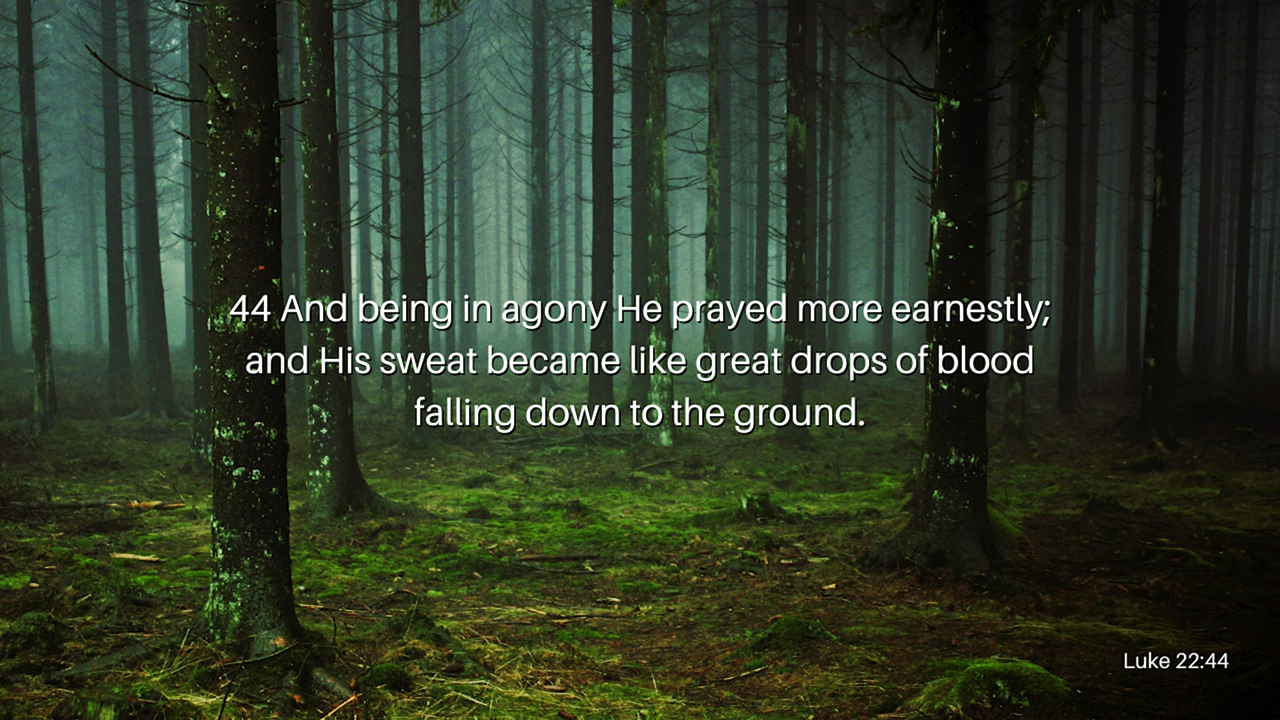 44 And being in agony He prayed more earnestly;
and His sweat became like great drops of blood
falling down to the ground.
Luke 22:44